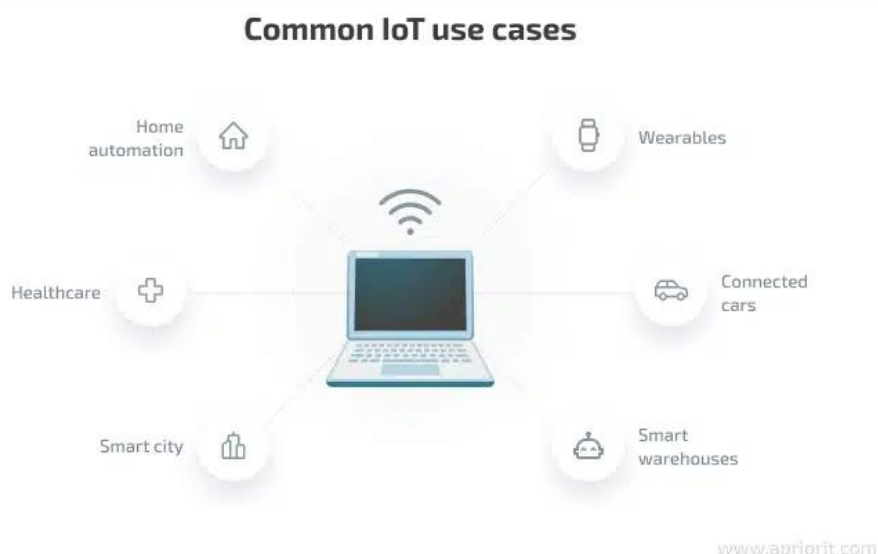 Common IoT use cases
Home
automation
Wearables
Healthcare
Connected
cars
Smart city
Smart
warehouses
www.apriorit.com